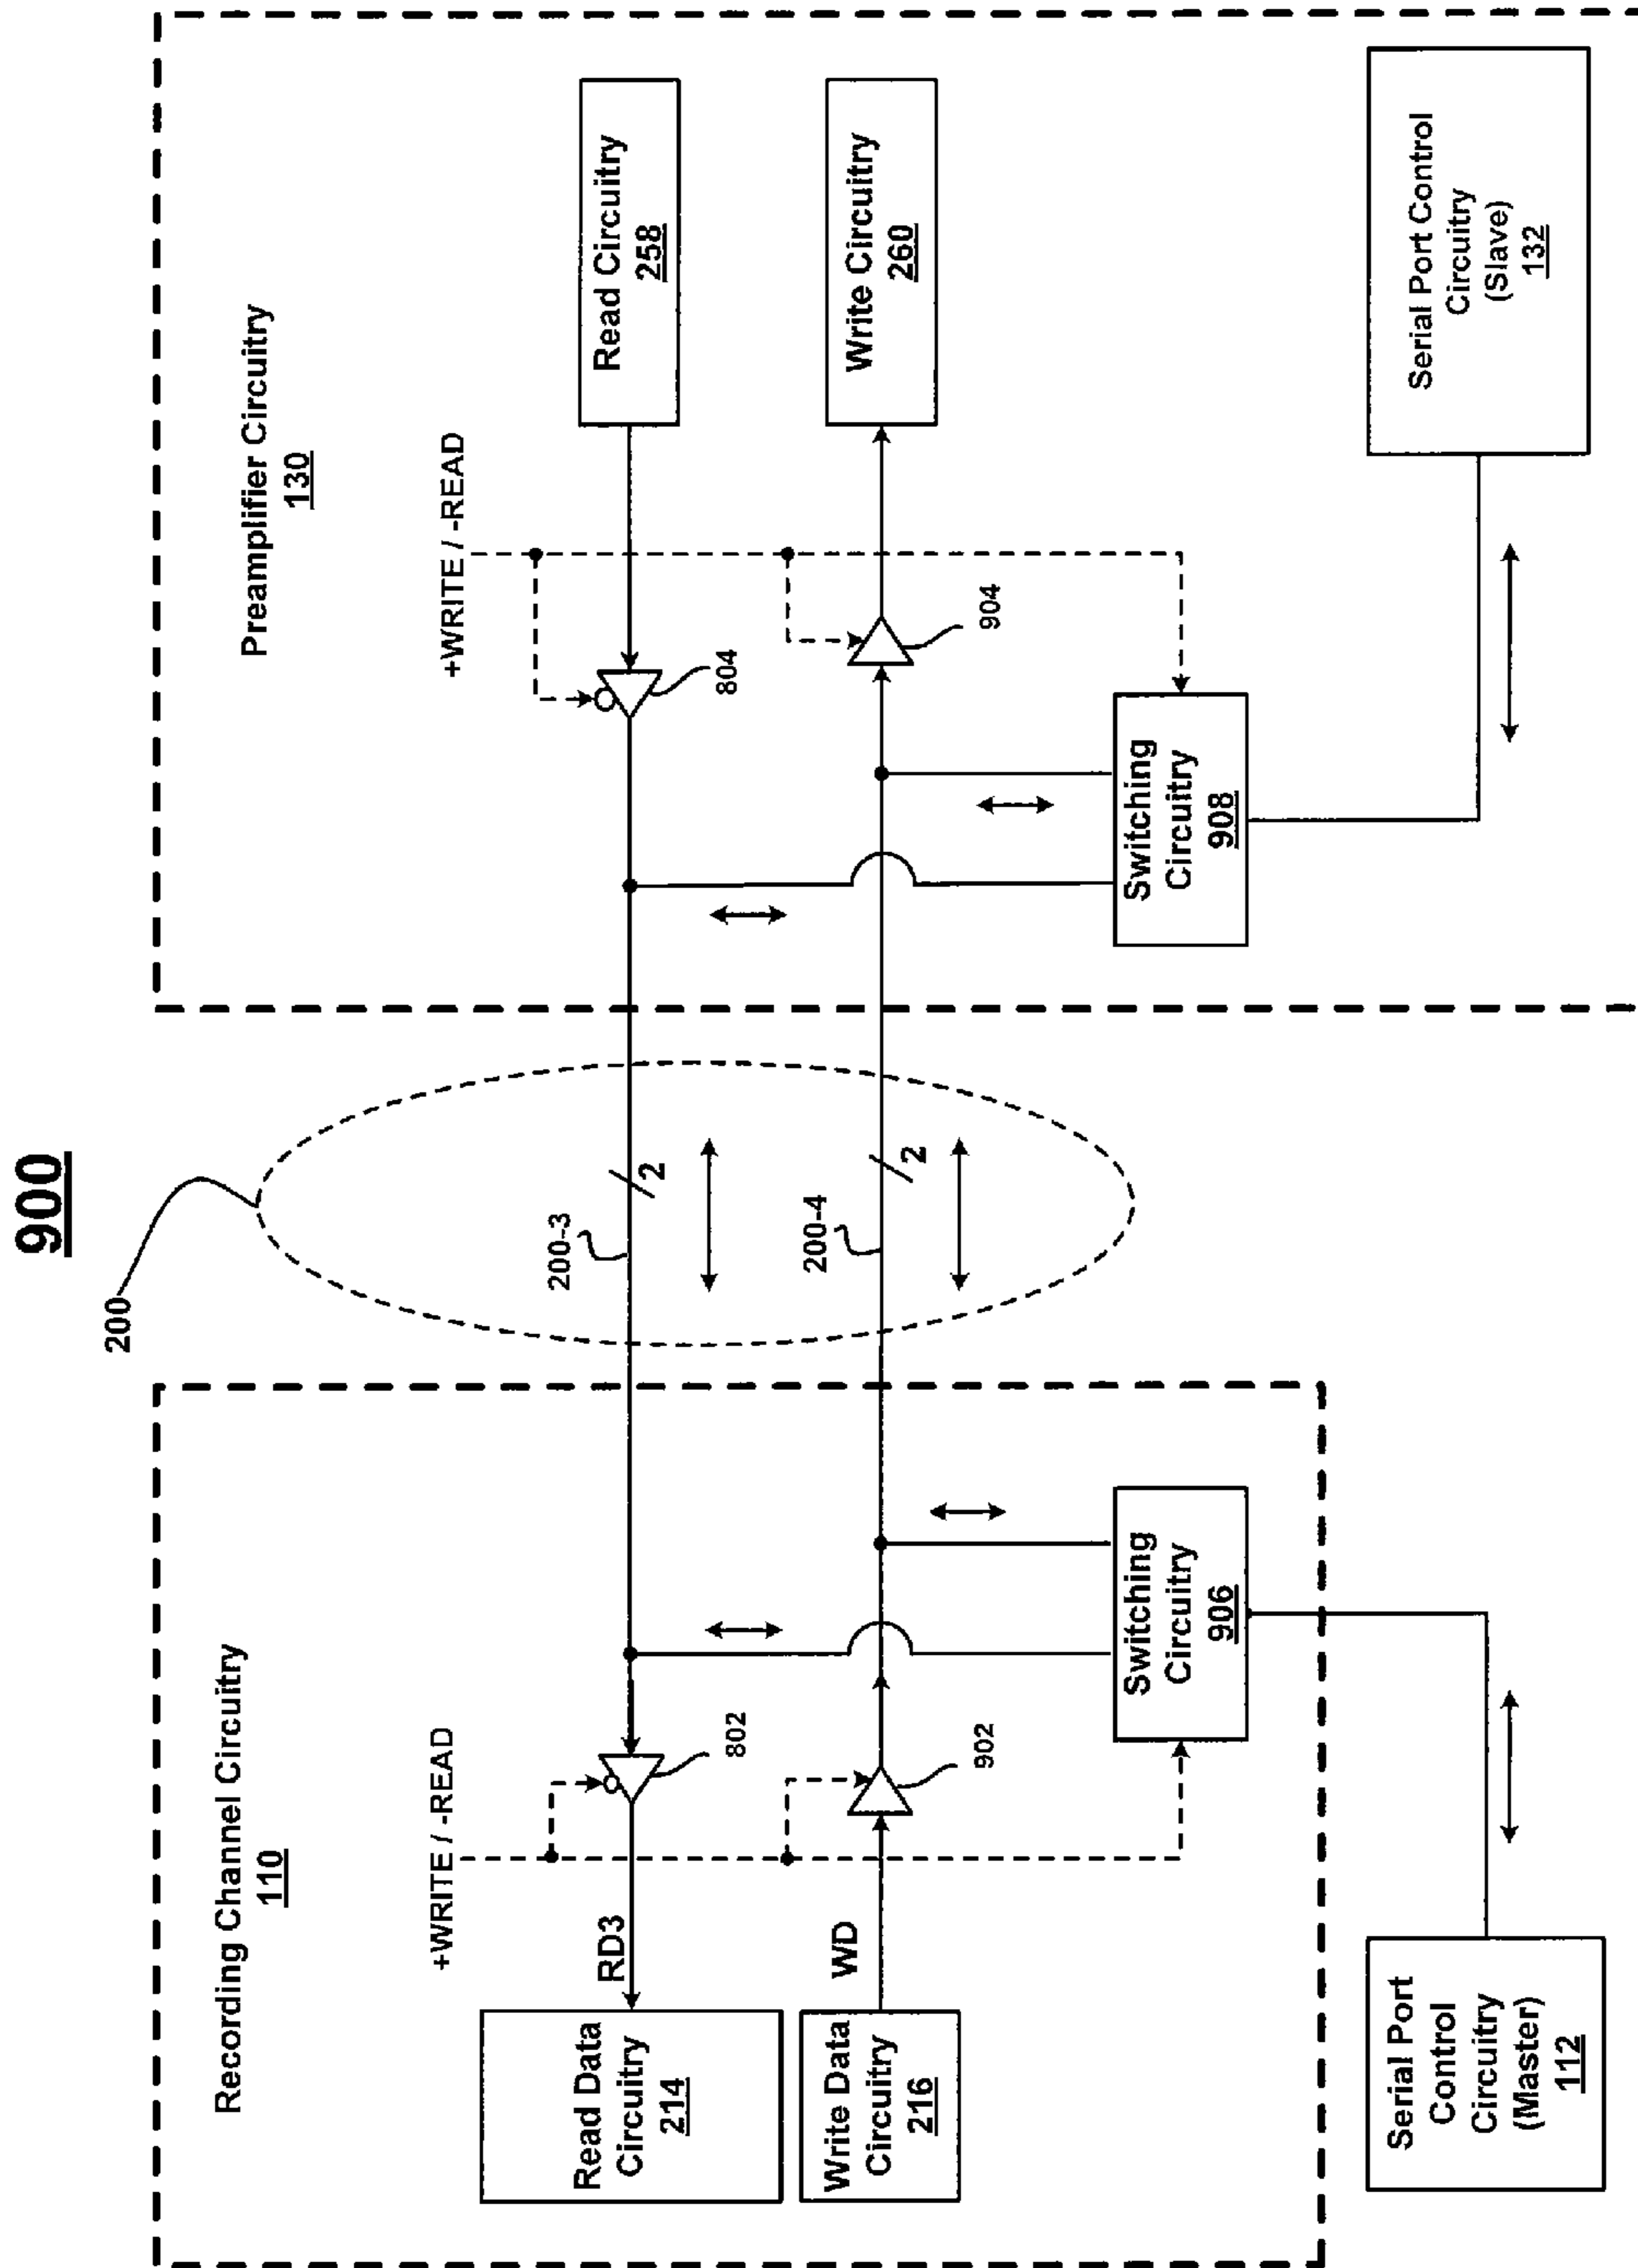 900
200
Recording Channel Circuitry
110
+WRITE / -READ
RD3
802
Read Data
Circuitry
214
WD
902
Write Data
Circuitry
216
Switching
Circuitry
906
Serial Port
Control
Circuitry
(Master)
112
200-3
2
200-4
2
Preamplifier Circuitry
130
+WRITE / -READ
804
Read Circuitry
258
904
Write Circuitry
260
Switching
Circuitry
908
Serial Port Control
Circuitry
(Slave)
132